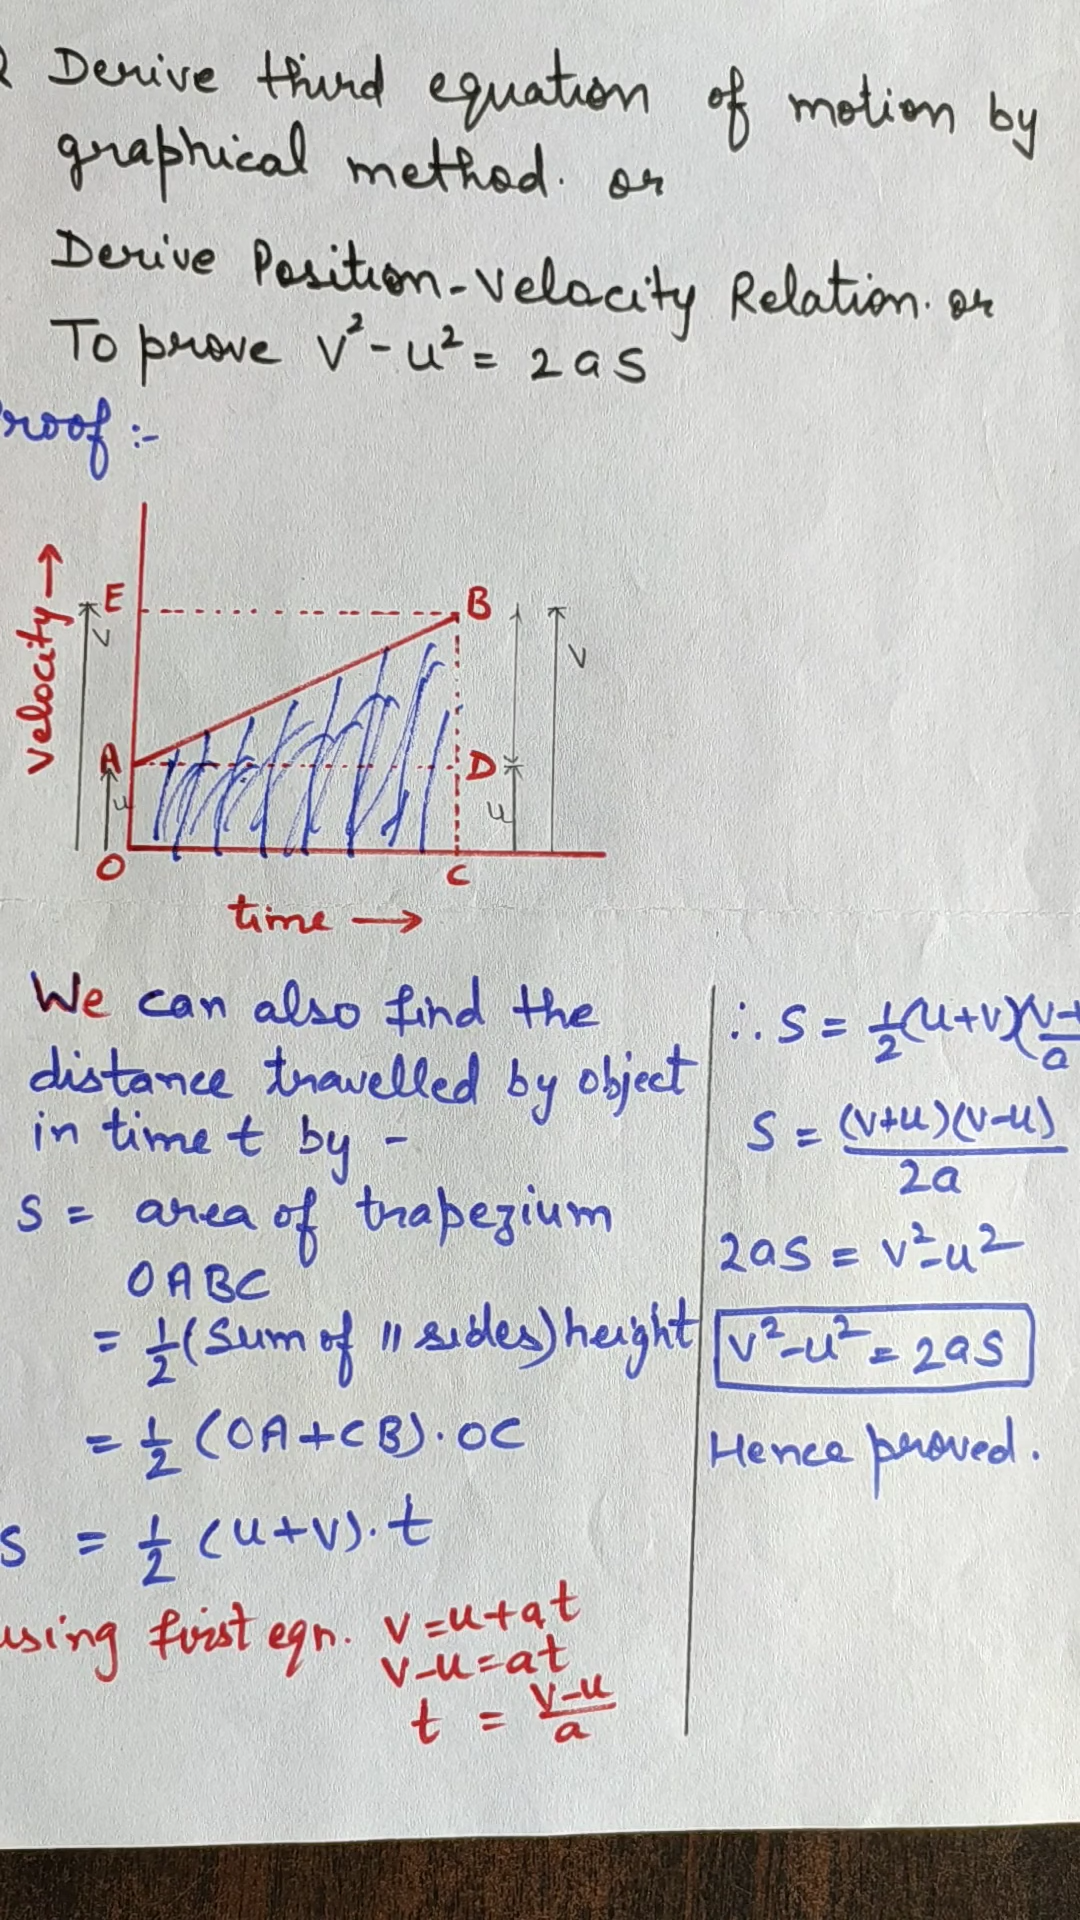 Derive third equation of motion by
graphical method. or
Derive Position-Velocity Relation. or
To prove v² - u² = 2as
Proof :-
velocity →
E
B
v
v
A
D
u
u
O
C
time →
We can also find the
distance travelled by object
in time t by -
S = area of trapezium
OABC
= 1/2 (Sum of 11 sides) height
= 1/2 (OA+CB)·OC
S = 1/2 (u+v)·t
using first eqn. v=u+at
v-u=at
t = v-u/a
∴ S = 1/2 (u+v)(v-/a
S = (v+u)(v-u)/2a
2as = v²-u²
v²-u² = 2as
Hence proved.